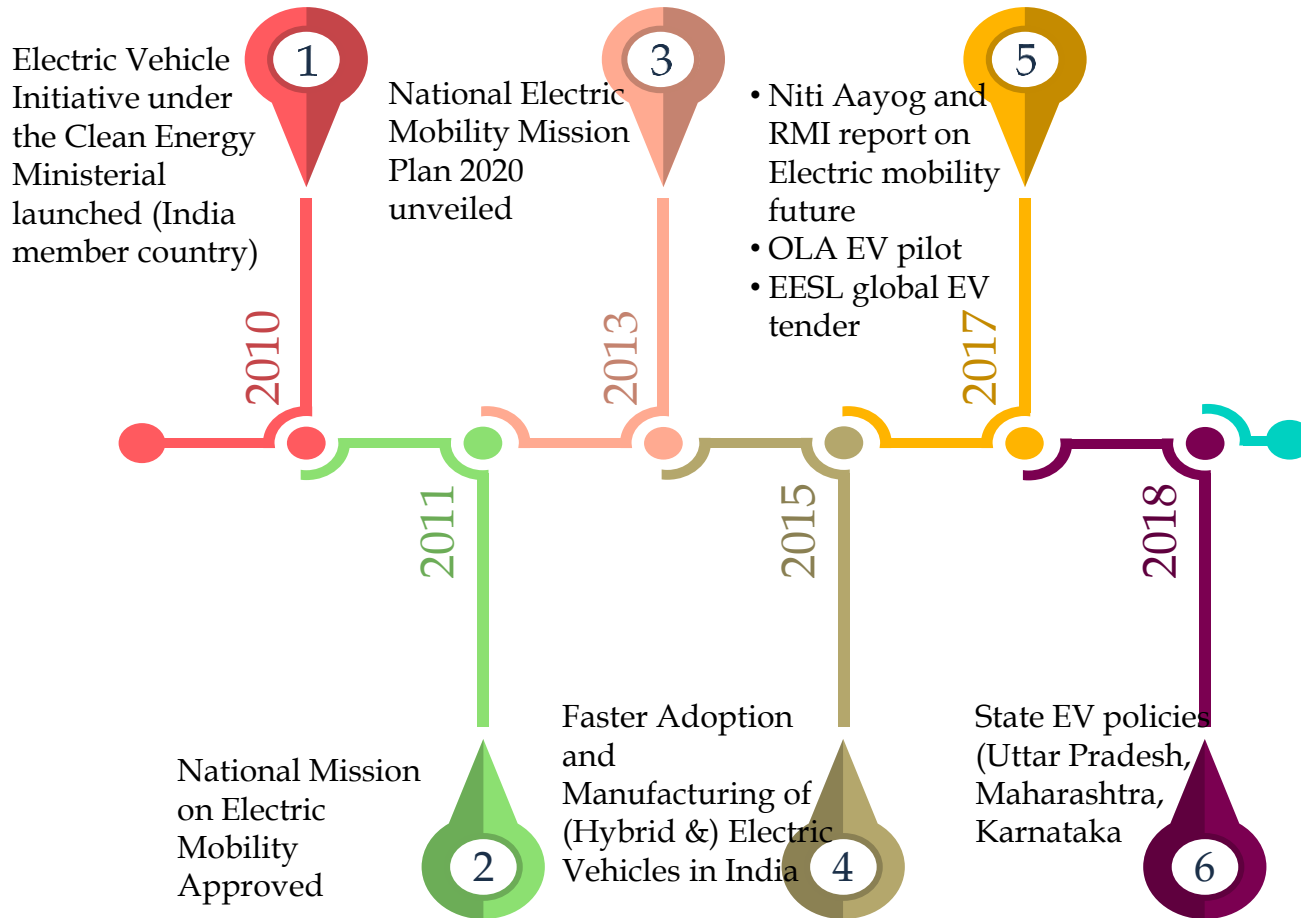 1
Electric Vehicle
Initiative under
the Clean Energy
Ministerial
launched (India
member country)
2010
2
2011
National Mission
on Electric
Mobility
Approved
3
National Electric
Mobility Mission
Plan 2020
unveiled
2013
4
2015
Faster Adoption
and
Manufacturing of
(Hybrid &) Electric
Vehicles in India
5
• Niti Aayog and
RMI report on
Electric mobility
future
• OLA EV pilot
• EESL global EV
tender
2017
6
2018
State EV policies
(Uttar Pradesh,
Maharashtra,
Karnataka